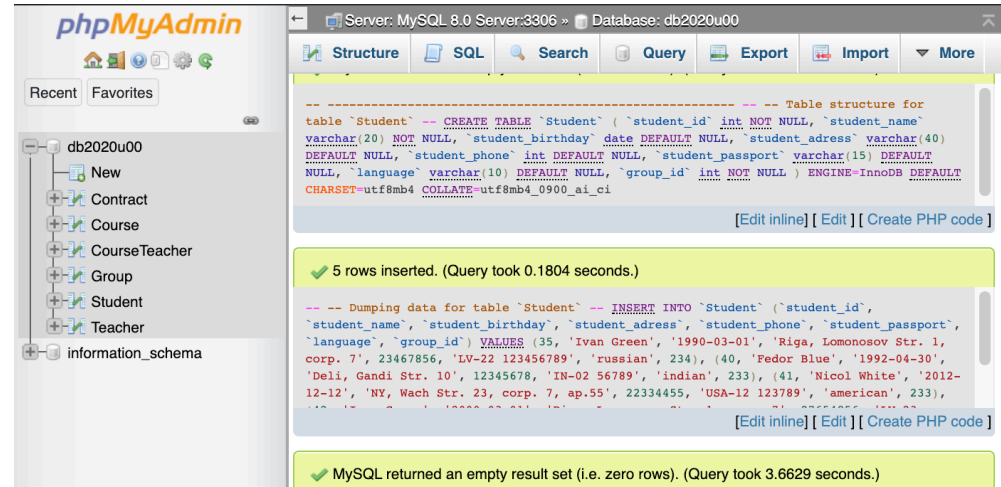 phpMyAdmin
Recent Favorites
db2020u00
New
Contract
Course
CourseTeacher
Group
Student
Teacher
information_schema
Server: MySQL 8.0 Server:3306 » Database: db2020u00
Structure SQL Search Query Export Import More
-- -------------------------------------------------------- -- -- Table structure for
table `Student` -- CREATE TABLE `Student` ( `student_id` int NOT NULL, `student_name`
varchar(20) NOT NULL, `student_birthday` date DEFAULT NULL, `student_adress` varchar(40)
DEFAULT NULL, `student_phone` int DEFAULT NULL, `student_passport` varchar(15) DEFAULT
NULL, `language` varchar(10) DEFAULT NULL, `group_id` int NOT NULL ) ENGINE=InnoDB DEFAULT
CHARSET=utf8mb4 COLLATE=utf8mb4_0900_ai_ci
[Edit inline] [ Edit ] [ Create PHP code ]
5 rows inserted. (Query took 0.1804 seconds.)
-- -- Dumping data for table `Student` -- INSERT INTO `Student` (`student_id`,
`student_name`, `student_birthday`, `student_adress`, `student_phone`, `student_passport`,
`language`, `group_id`) VALUES (35, 'Ivan Green', '1990-03-01', 'Riga, Lomonosov Str. 1,
corp. 7', 23467856, 'LV-22 123456789', 'russian', 234), (40, 'Fedor Blue', '1992-04-30',
'Deli, Gandi Str. 10', 12345678, 'IN-02 56789', 'indian', 233), (41, 'Nicol White', '2012-
12-12', 'NY, Wach Str. 23, corp. 7, ap.55', 22334455, 'USA-12 123789', 'american', 233),
[Edit inline] [ Edit ] [ Create PHP code ]
MySQL returned an empty result set (i.e. zero rows). (Query took 3.6629 seconds.)